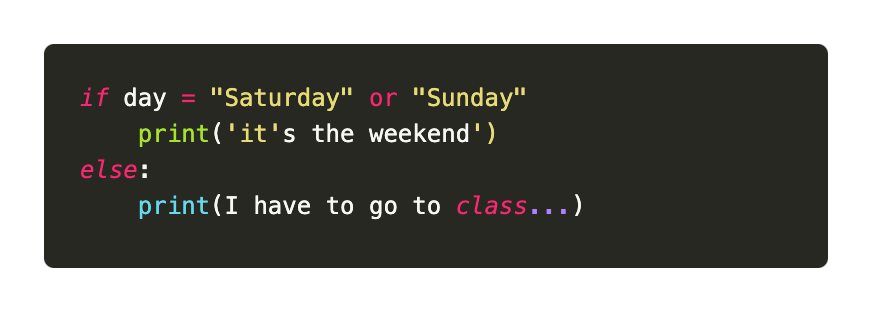 if day = "Saturday" or "Sunday"
    print('it's the weekend')
else:
    print(I have to go to class...)